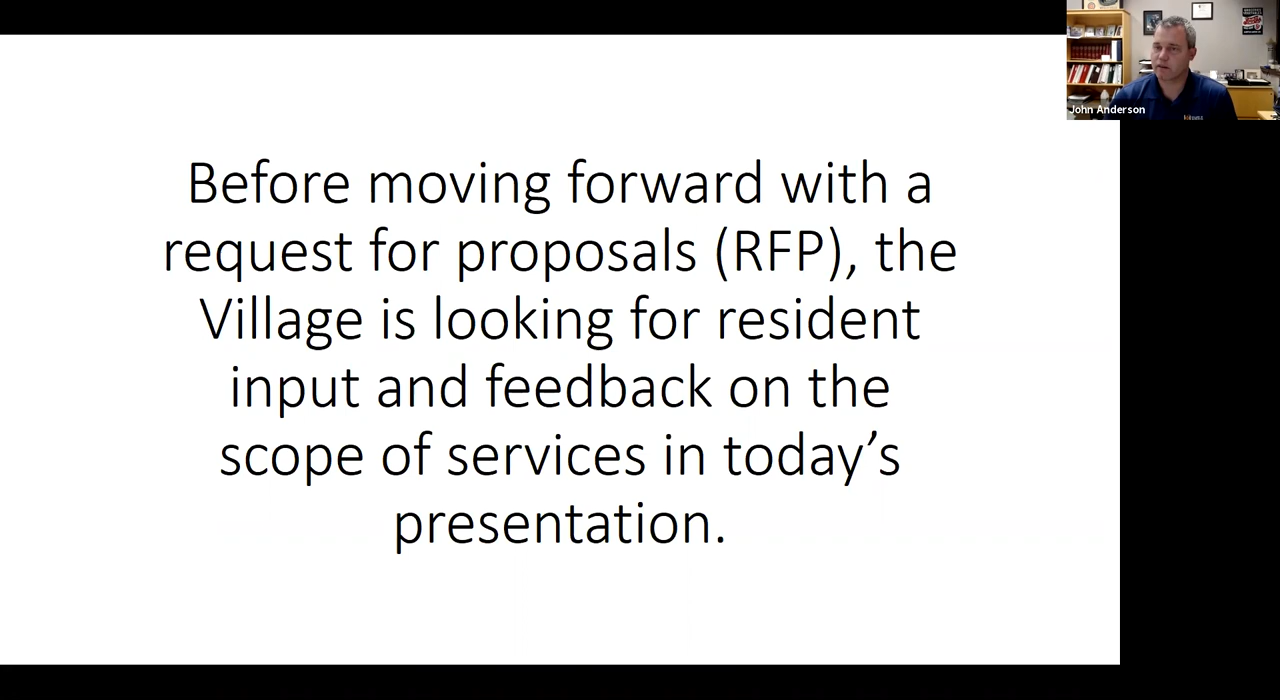 John Anderson
Before moving forward with a
request for proposals (RFP), the
Village is looking for resident
input and feedback on the
scope of services in today’s
presentation.